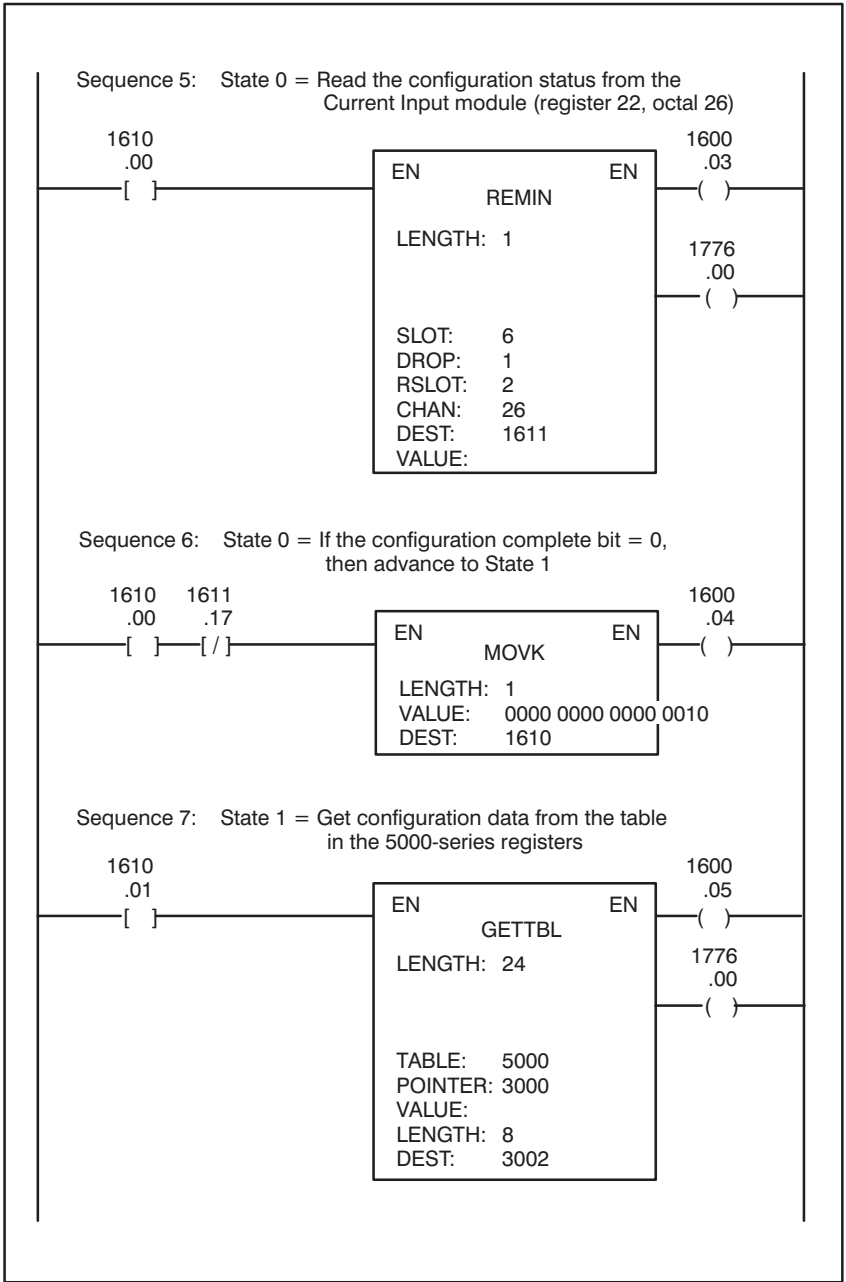 Sequence 5: State 0 = Read the configuration status from the
Current Input module (register 22, octal 26)
1610
.00
[ ]
EN EN
REMIN
LENGTH: 1
SLOT: 6
DROP: 1
RSLOT: 2
CHAN: 26
DEST: 1611
VALUE:
1600
.03
( )
1776
.00
( )
Sequence 6: State 0 = If the configuration complete bit = 0,
then advance to State 1
1610 1611
.00 .17
[ ] [ / ]
EN EN
MOVK
LENGTH: 1
VALUE: 0000 0000 0000 0010
DEST: 1610
1600
.04
( )
Sequence 7: State 1 = Get configuration data from the table
in the 5000-series registers
1610
.01
[ ]
EN EN
GETTBL
LENGTH: 24
TABLE: 5000
POINTER: 3000
VALUE:
LENGTH: 8
DEST: 3002
1600
.05
( )
1776
.00
( )